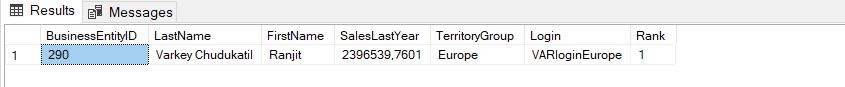 Results Messages
BusinessEntityID LastName FirstName SalesLastYear TerritoryGroup Login Rank
1 290 Varkey Chudukatil Ranjit 2396539,7601 Europe VARloginEurope 1